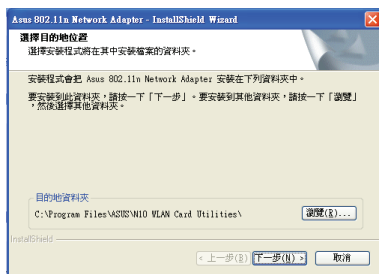 Asus 802.11n Network Adapter - InstallShield Wizard
選擇目的地位置
選擇安裝程式將在其中安裝檔案的資料夾。
安裝程式會把 Asus 802.11n Network Adapter 安裝在下列資料夾中。
要安裝到此資料夾，請按一下「下一步」。要安裝到其他資料夾，請按一下「瀏覽」
，然後選擇其他資料夾。
目的地資料夾
C:\Program Files\ASUS\N10 WLAN Card Utilities\
瀏覽(R)...
InstallShield
< 上一步(B) 下一步(N) > 取消